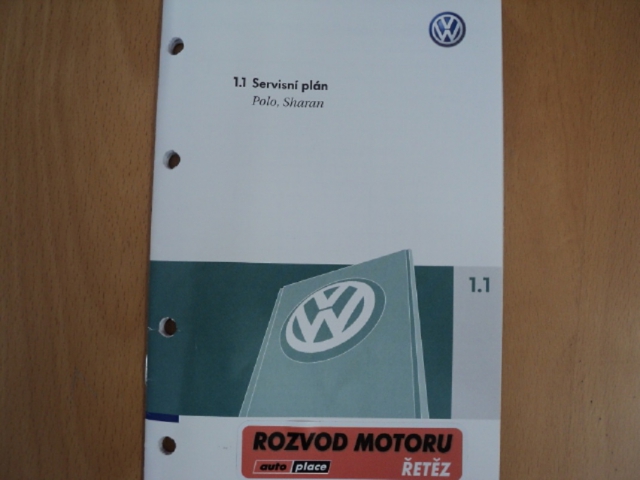 1.1 Servisní plán
Polo, Sharan
1.1
ROZVOD MOTORU
auto place ŘETĚZ